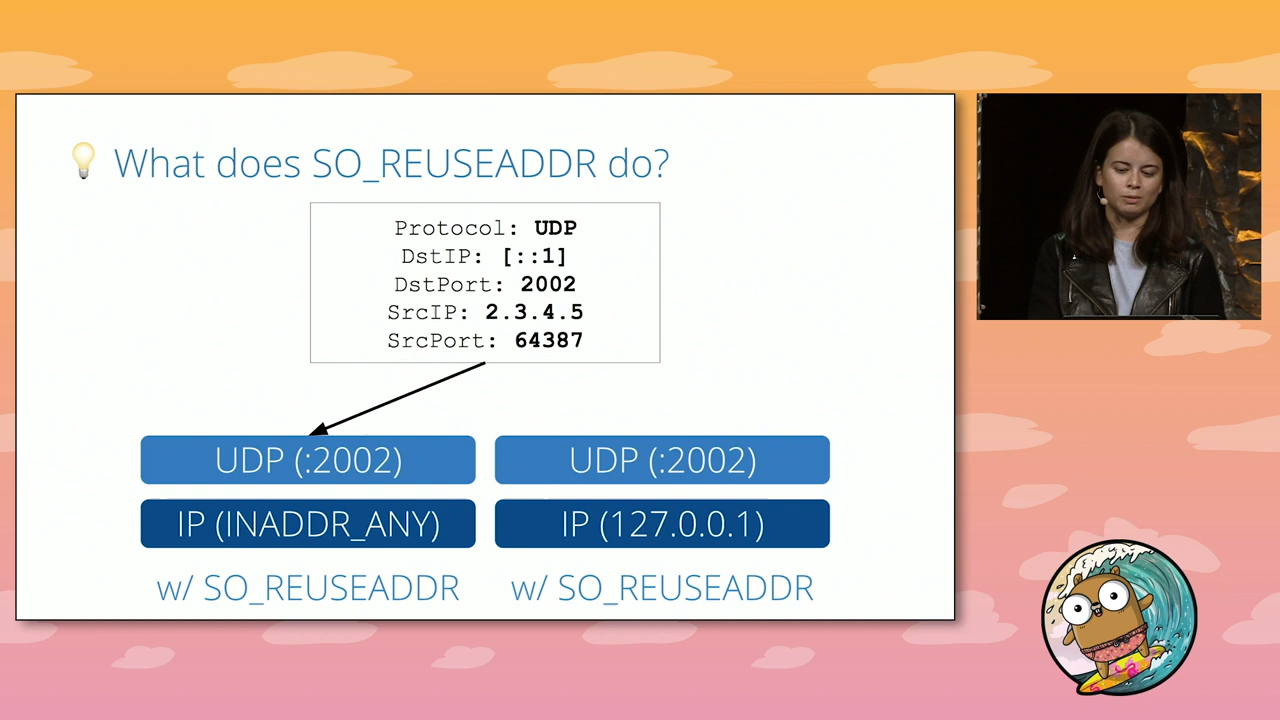 What does SO_REUSEADDR do?
Protocol: UDP
DstIP: [::1]
DstPort: 2002
SrcIP: 2.3.4.5
SrcPort: 64387
UDP (:2002)
UDP (:2002)
IP (INADDR_ANY)
IP (127.0.0.1)
w/ SO_REUSEADDR
w/ SO_REUSEADDR